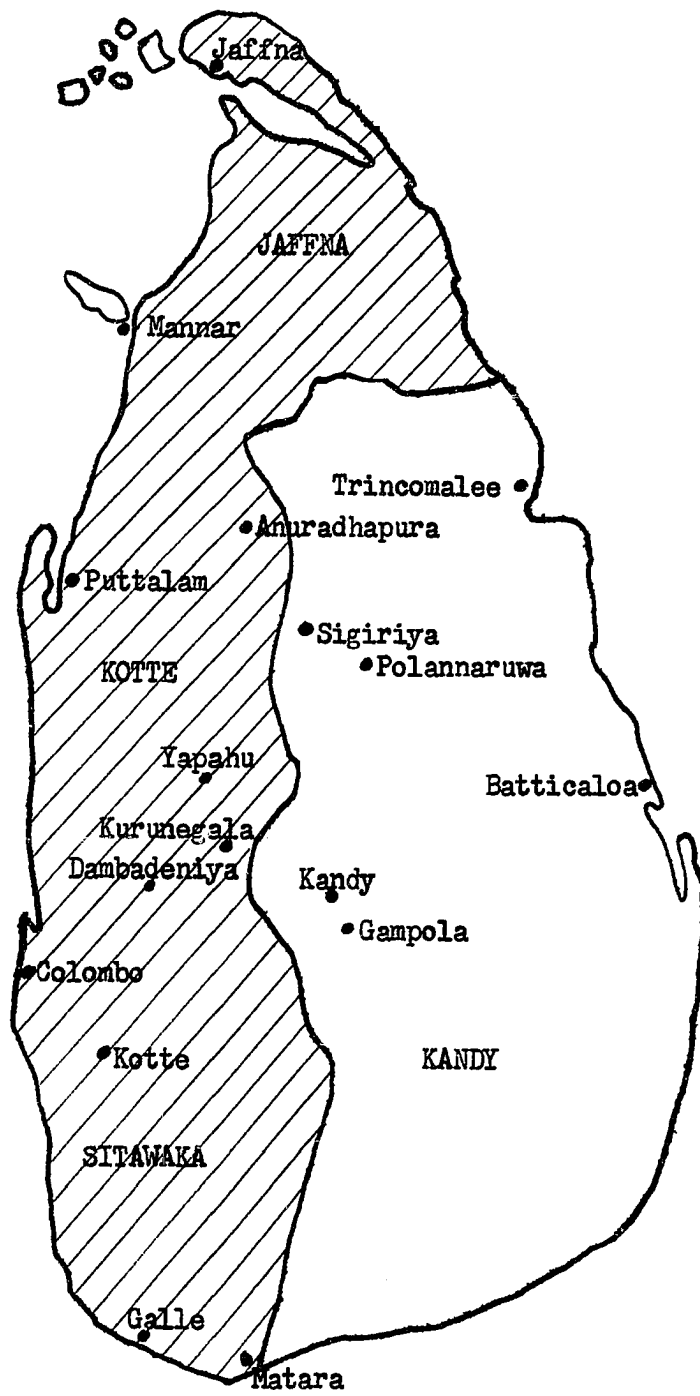 Jaffna
JAFFNA
Mannar
Trincomalee
Anuradhapura
Puttalam
Sigiriya
Polannaruwa
KOTTE
Yapahu
Batticaloa
Kurunegala
Dambadeniya
Kandy
Gampola
Colombo
Kotte
KANDY
SITAWAKA
Galle
Matara